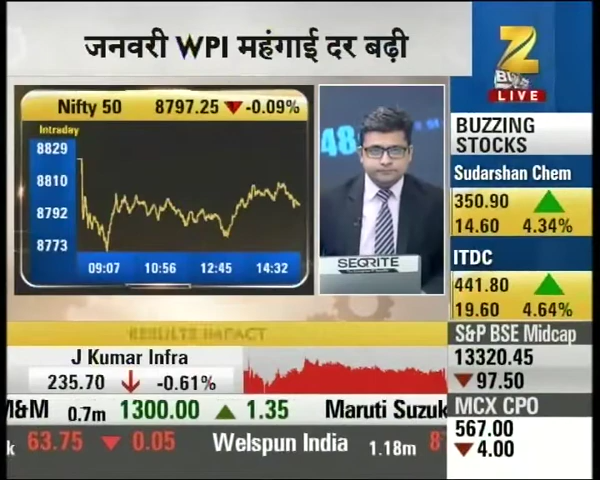 जनवरी WPI महंगाई दर बढ़ी
Z
LIVE
Nifty 50 8797.25 -0.09%
Intraday
8829
8810
8792
8773
09:07 10:56 12:45 14:32
48
SEQRITE
BUZZING
STOCKS
Sudarshan Chem
350.90
14.60 4.34%
ITDC
441.80
19.60 4.64%
RESULTS IMPACT
J Kumar Infra
235.70 -0.61%
S&P BSE Midcap
13320.45
97.50
MCX CPO
567.00
4.00
M&M 0.7m 1300.00 1.35 Maruti Suzuk
k 63.75 0.05 Welspun India 1.18m 8